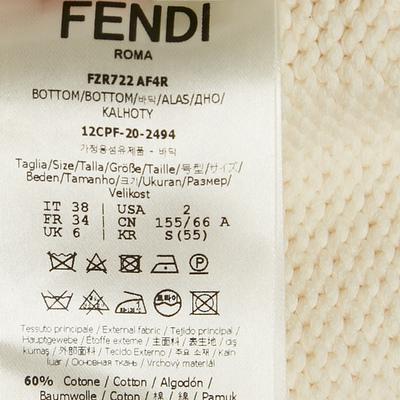 FENDI
ROMA
FZR722 AF4R
BOTTOM/BOTTOM/바닥/ALAS/ДНО/
KALHOTY
12CPF-20-2494
가정용섬유제품 - 바닥
Taglia/Size/Talla/Größe/Taille/号型/サイズ/
Beden/Tamanho/크기/Ukuran/Размер/
Velikost
IT 38 | USA 2
FR 34 | CN 155/66 A
UK 6 | KR S(55)
P
Tessuto principale / External fabric / Tejido principal /
Hauptgewebe / Etoffe externe / 主面料 / 表生地 / dış
kumaş / 外部面料 / Tecido Externo / 주요 소재 / Kain
luar / Основная ткань / Vrchový materiál
60% Cotone / Cotton / Algodón /
Baumwolle / Coton / 棉 / 綿 / Pamuk